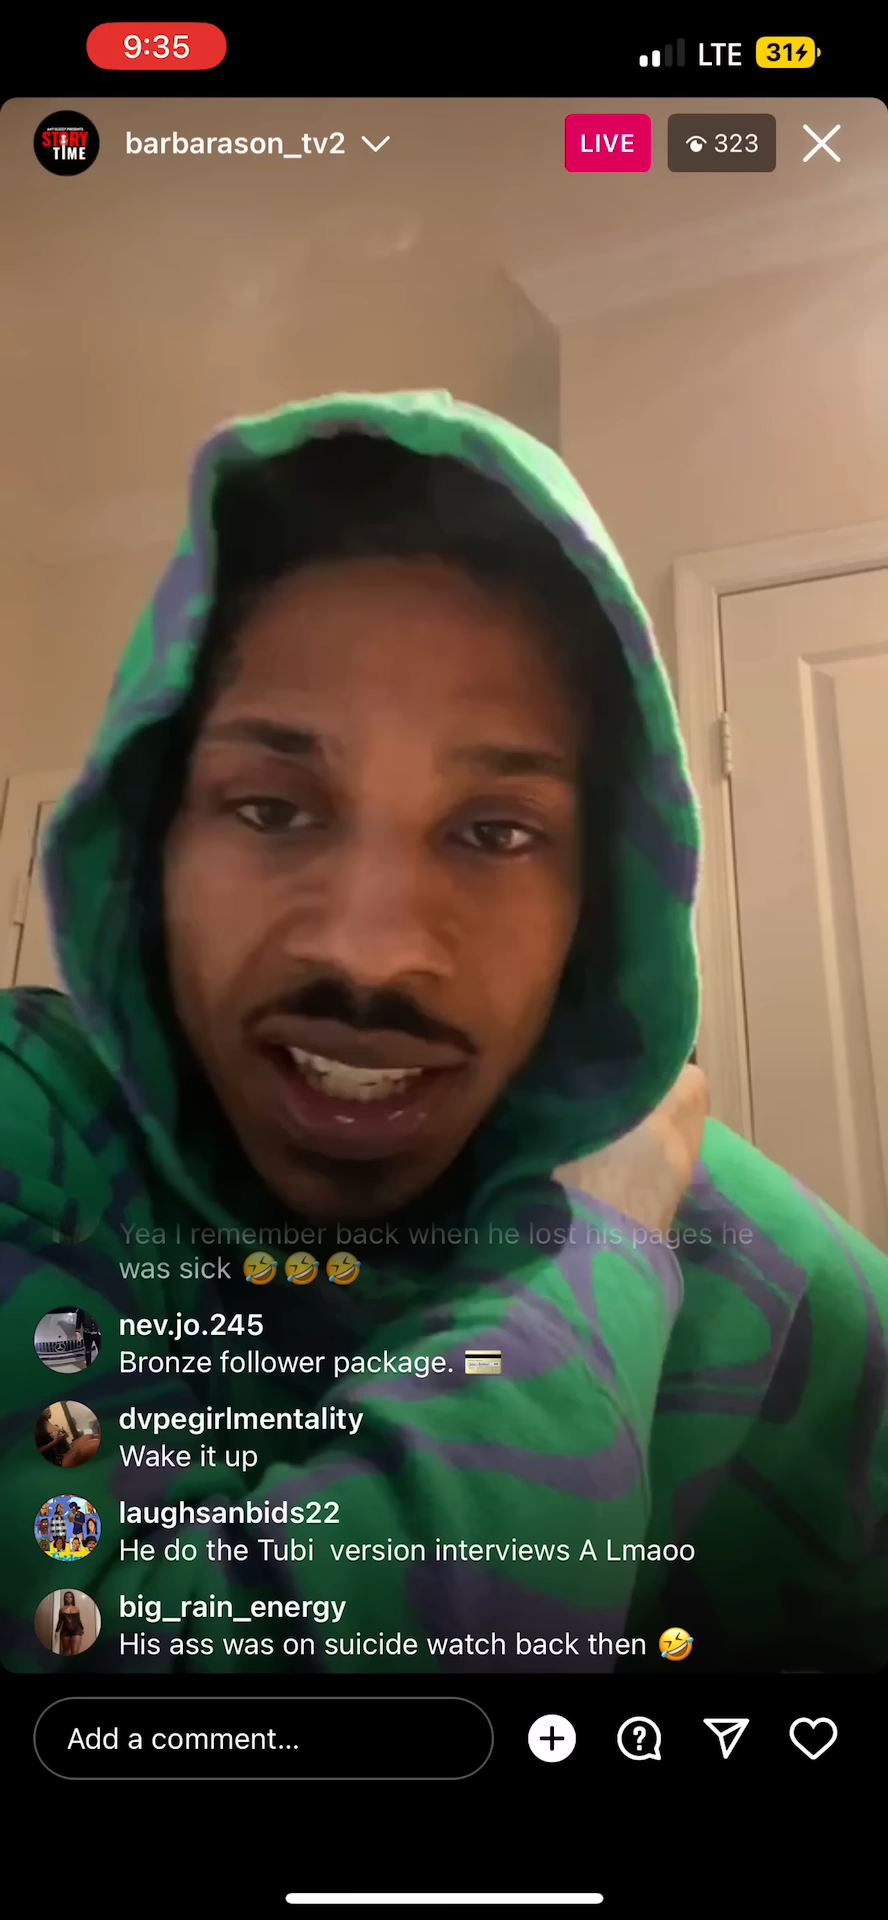 9:35
LTE
31
STORY
TIME
barbarason_tv2
LIVE
323
Yea I remember back when he lost his pages he
was sick 🤣🤣🤣
nev.jo.245
Bronze follower package. 💳
dvpegirlmentality
Wake it up
laughsanbids22
He do the Tubi  version interviews A Lmaoo
big_rain_energy
His ass was on suicide watch back then 🤣
Add a comment...